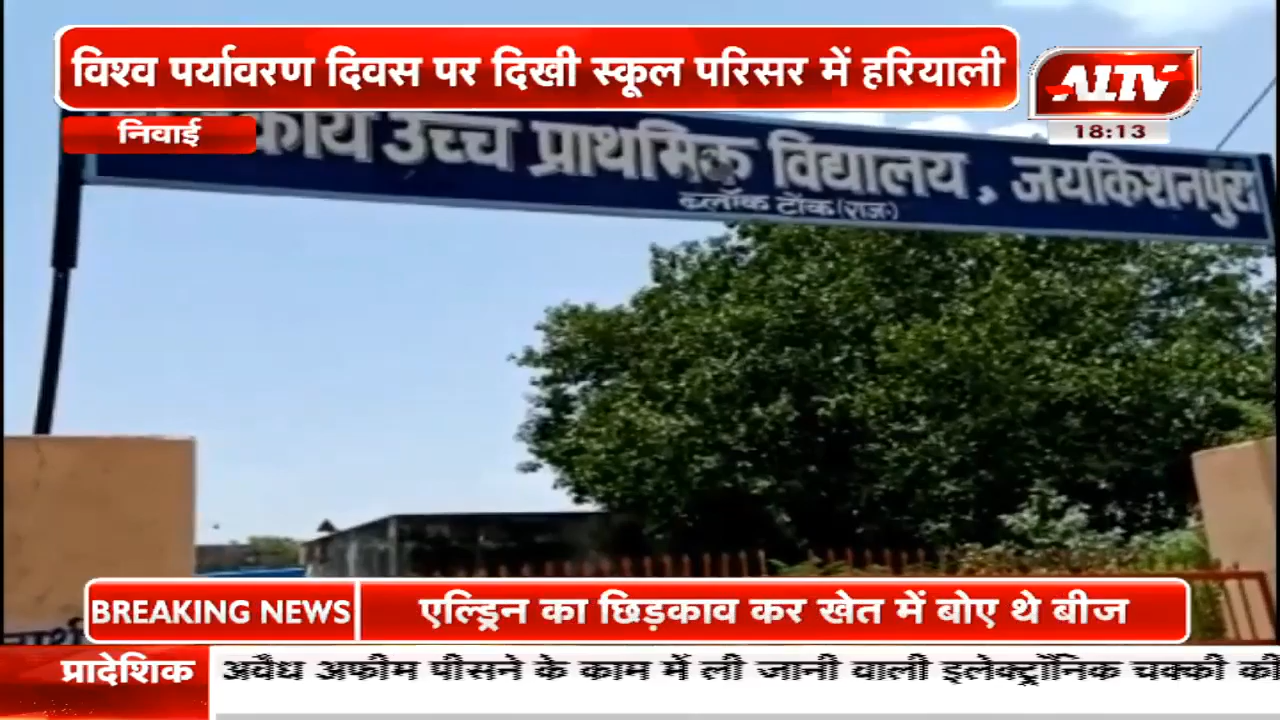 विश्व पर्यावरण दिवस पर दिखी स्कूल परिसर में हरियाली
ALTV
18:13
निवाई
उच्च प्राथमिक विद्यालय, जयकिशनपुरा
ब्लॉक टोंक (राज.)
BREAKING NEWS
एल्ड्रिन का छिड़काव कर खेत में बोए थे बीज
प्रादेशिक
अवैध अफीम पीसने के काम में ली जानी वाली इलेक्ट्रॉनिक चक्की की